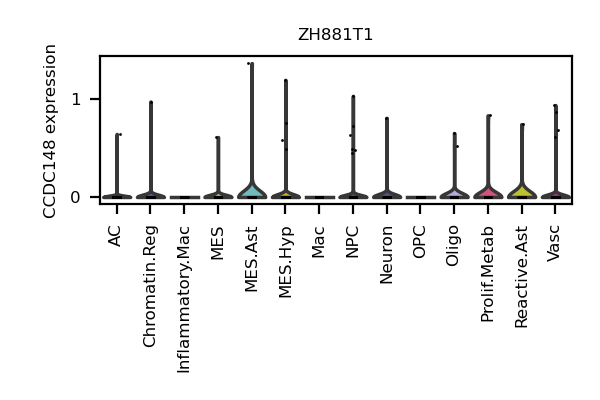 ZH881T1
CCDC148 expression
1
0
AC
Chromatin.Reg
Inflammatory.Mac
MES
MES.Ast
MES.Hyp
Mac
NPC
Neuron
OPC
Oligo
Prolif.Metab
Reactive.Ast
Vasc